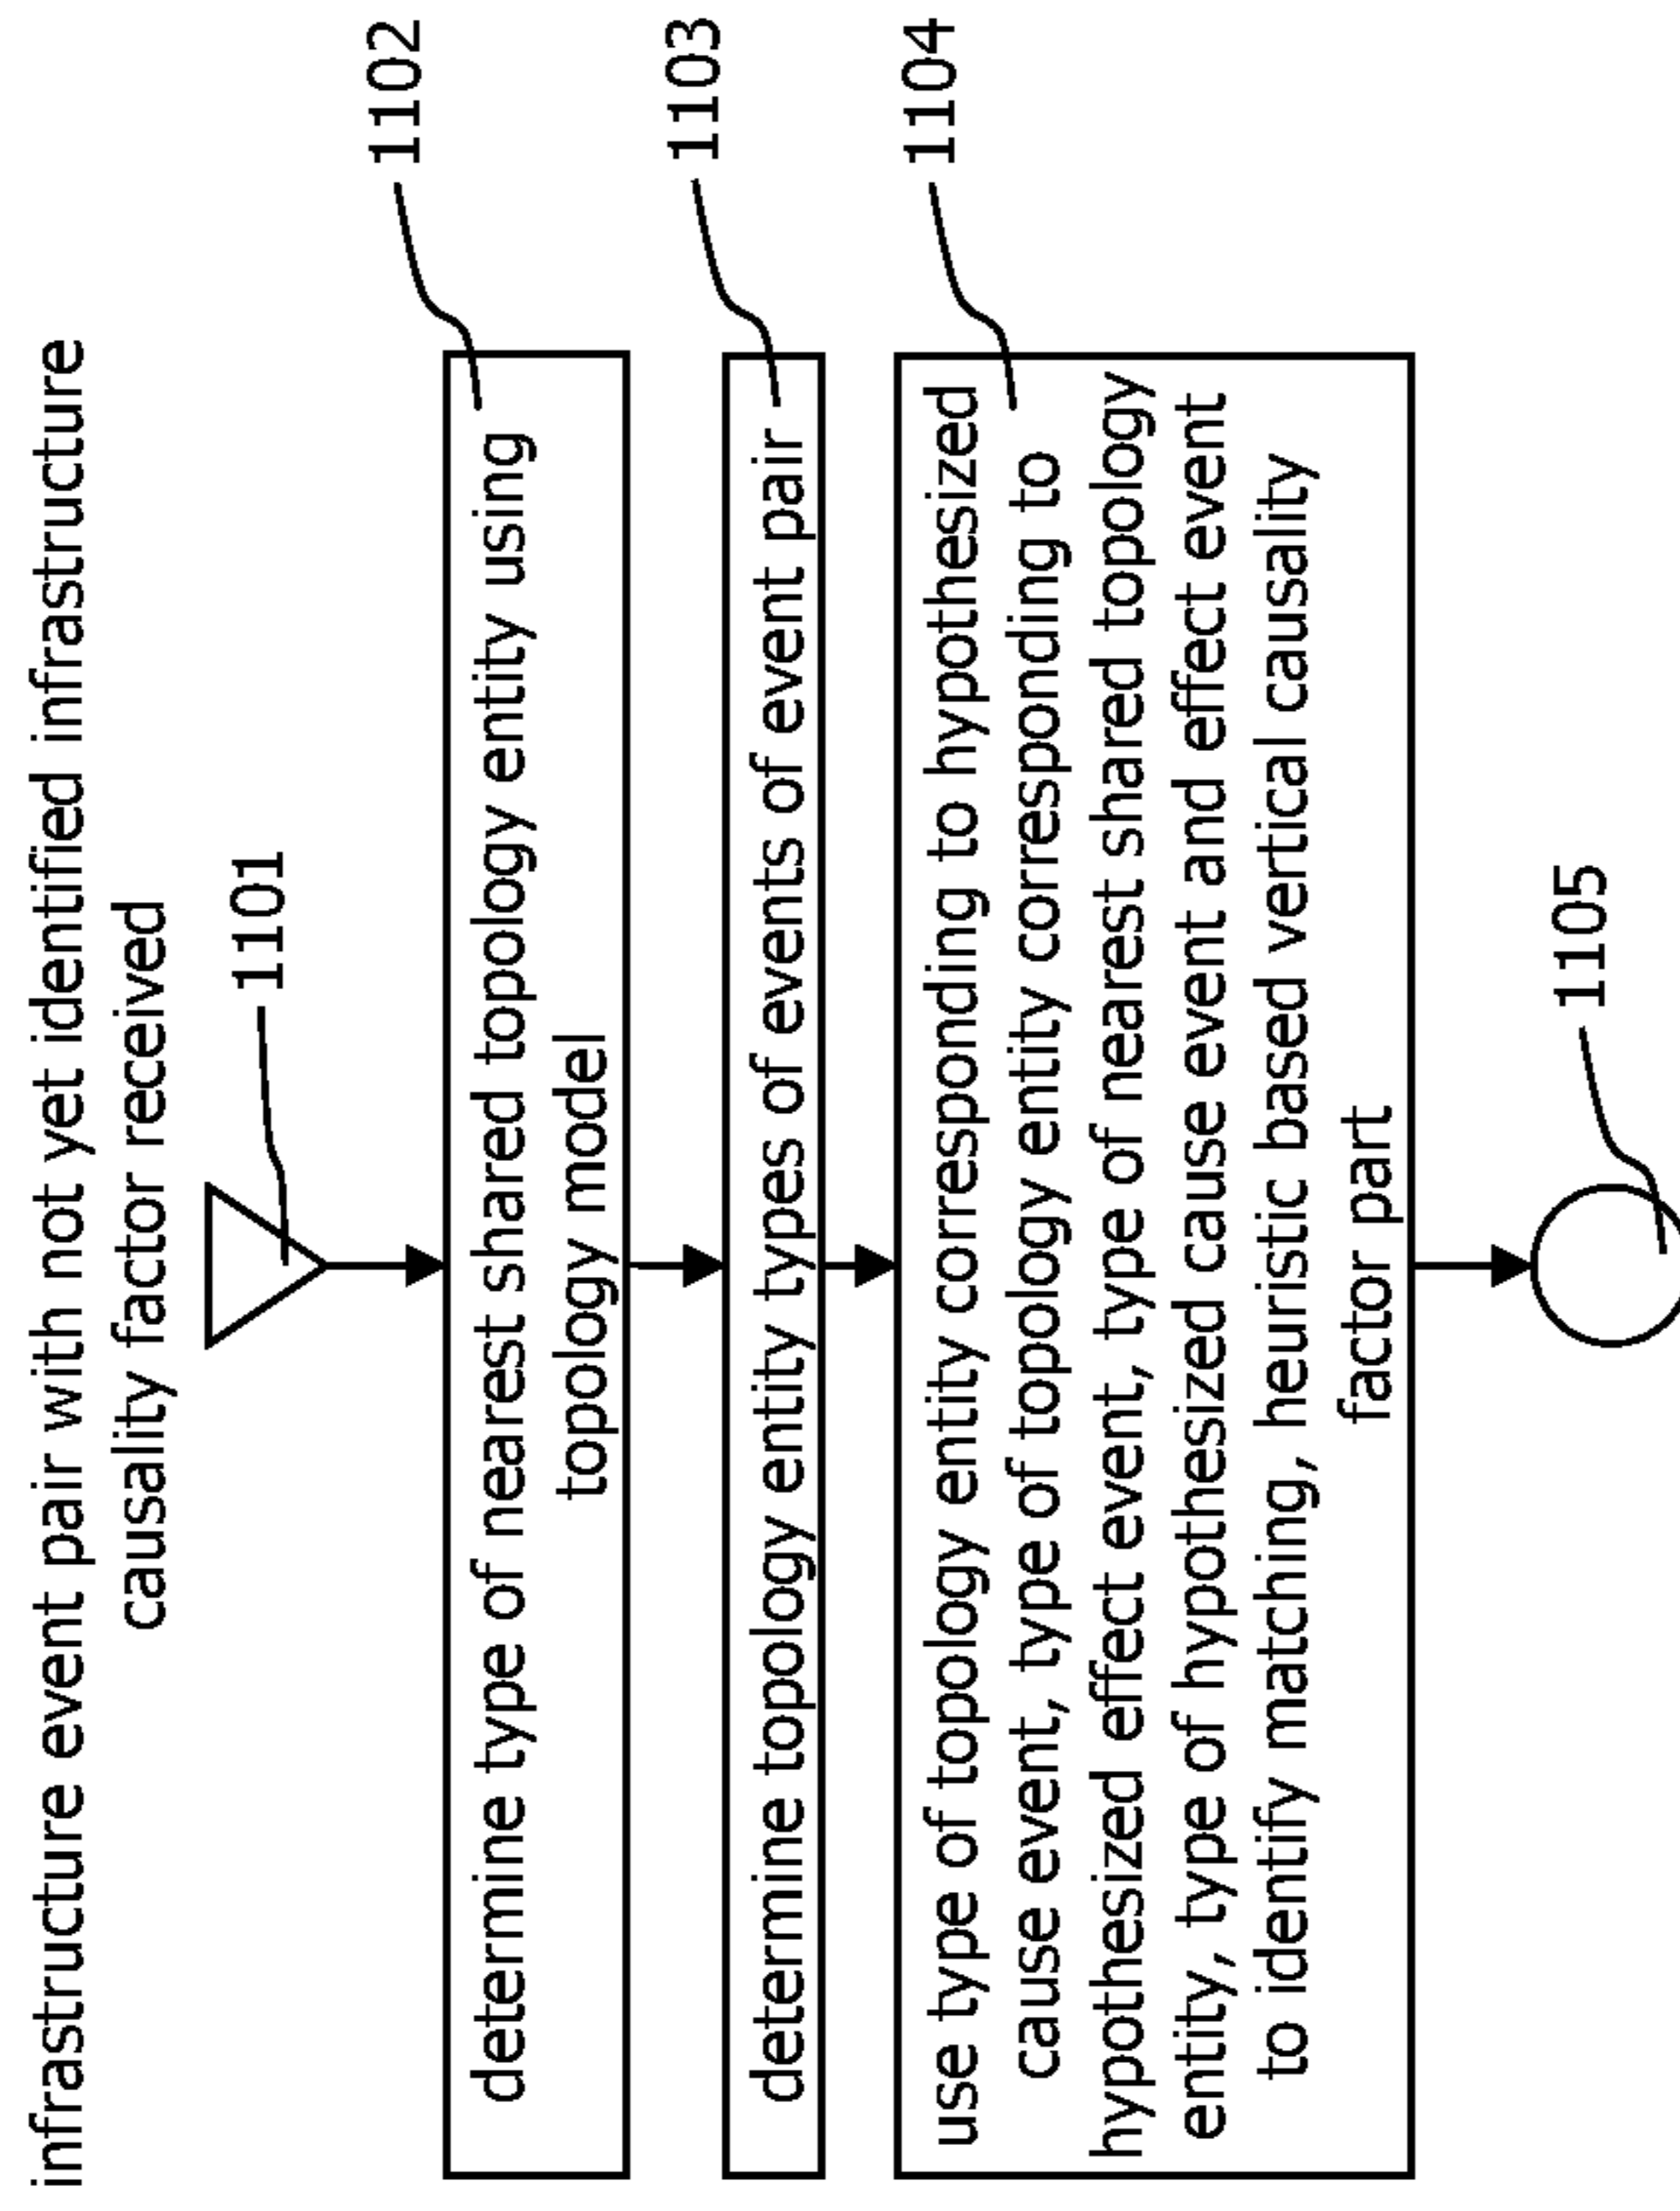 infrastructure event pair with not yet identified infrastructure
causality factor received
1101
1102
determine type of nearest shared topology entity using
topology model
1103
determine topology entity types of events of event pair
1104
use type of topology entity corresponding to hypothesized
cause event, type of topology entity corresponding to
hypothesized effect event, type of nearest shared topology
entity, type of hypothesized cause event and effect event
to identify matching, heuristic based vertical causality
factor part
1105